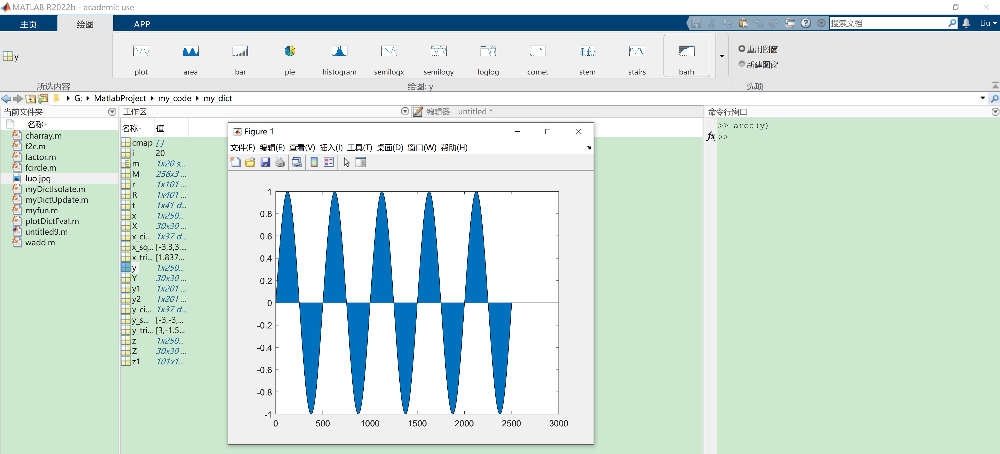 MATLAB R2022b - academic use
主页 绘图 APP 搜索文档 Liu
y
plot area bar pie histogram semilogx semilogy loglog comet stem stairs barh
重用图窗
新建图窗
所选内容 绘图: y 选项
G: MatlabProject my_code my_dict
当前文件夹
名称
charray.m
f2c.m
factor.m
fcircle.m
luo.jpg
myDictIsolate.m
myDictUpdate.m
myfun.m
plotDictFval.m
untitled9.m
wadd.m
工作区
名称 值
cmap []
i 20
m 1x20 s...
M 256x3 ...
r 1x101 ...
R 1x401 ...
t 1x41 d...
x 1x250...
X 30x30 ...
x_ci... 1x37 d...
x_sq... [-3,3,3,...
x_tri... [1.837...
y 1x250...
Y 30x30 ...
y1 1x201 ...
y2 1x201 ...
y_ci... 1x37 d...
y_s... [-3,-3,...
y_tri... [3,-1.5...
z 1x250...
Z 30x30 ...
z1 101x1...
编辑器 - untitled *
Figure 1
文件(F) 编辑(E) 查看(V) 插入(I) 工具(T) 桌面(D) 窗口(W) 帮助(H)
1
0.8
0.6
0.4
0.2
0
-0.2
-0.4
-0.6
-0.8
-1
0 500 1000 1500 2000 2500 3000
命令行窗口
>> area(y)
fx >>